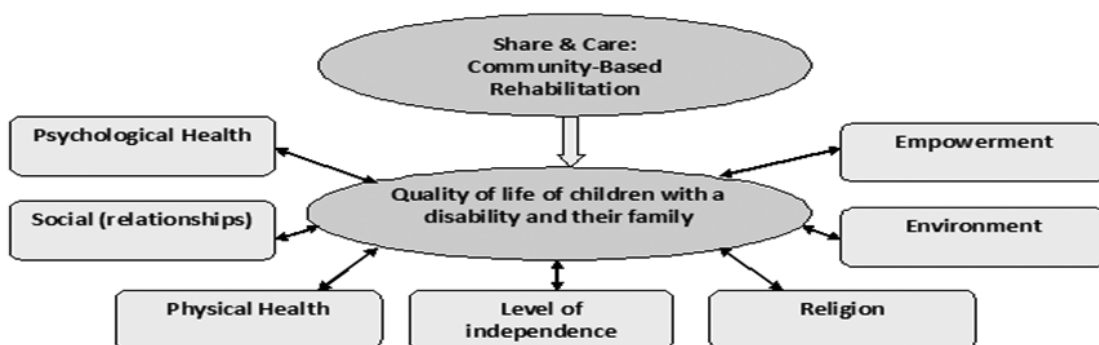 Share & Care:
Community-Based
Rehabilitation
Psychological Health
Empowerment
Quality of life of children with a
disability and their family
Social (relationships)
Environment
Physical Health
Level of
independence
Religion